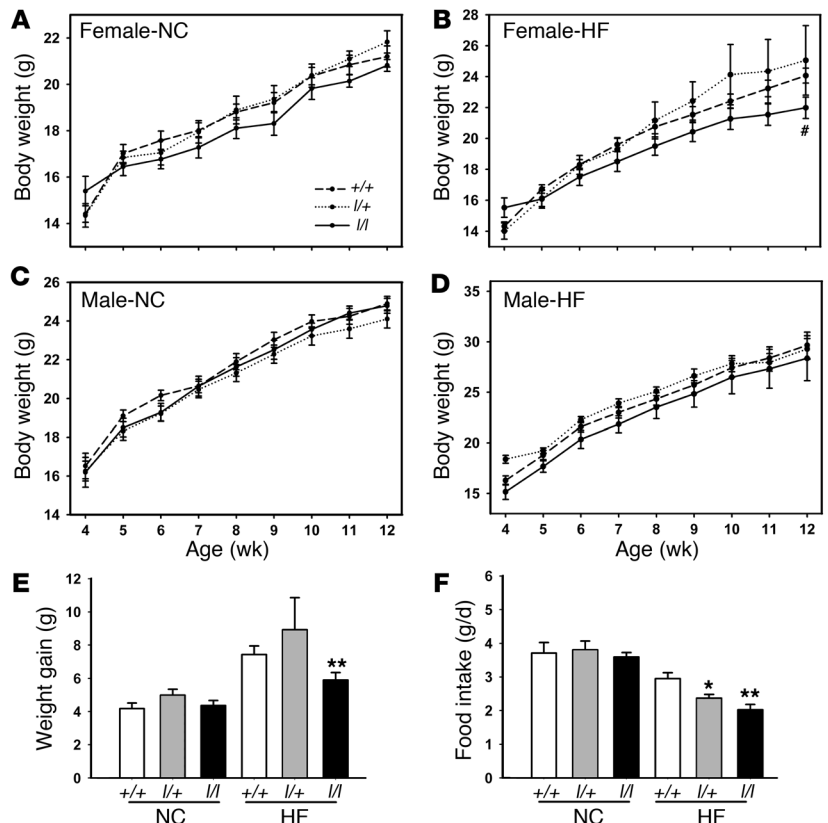 A
Female-NC
Body weight (g)
22
20
18
16
14
+/+
l/+
l/l
B
Female-HF
Body weight (g)
28
26
24
22
20
18
16
14
#
C
Male-NC
Body weight (g)
26
24
22
20
18
16
14
4 5 6 7 8 9 10 11 12
Age (wk)
D
Male-HF
Body weight (g)
35
30
25
20
15
4 5 6 7 8 9 10 11 12
Age (wk)
E
Weight gain (g)
12
10
8
6
4
2
0
**
+/+ l/+ l/l +/+ l/+ l/l
NC HF
F
Food intake (g/d)
6
5
4
3
2
1
0
* **
+/+ l/+ l/l +/+ l/+ l/l
NC HF